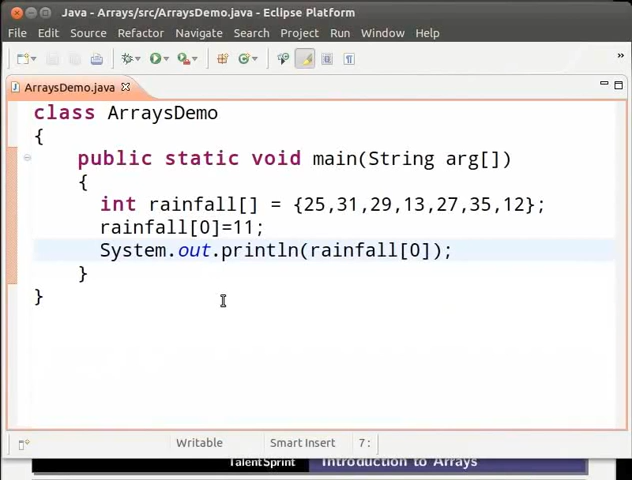 Java - Arrays/src/ArraysDemo.java - Eclipse Platform
File Edit Source Refactor Navigate Search Project Run Window Help
ArraysDemo.java
class ArraysDemo
{
public static void main(String arg[])
{
int rainfall[] = {25,31,29,13,27,35,12};
rainfall[0]=11;
System.out.println(rainfall[0]);
}
}
Writable Smart Insert 7:
TalentSprint Introduction to Arrays